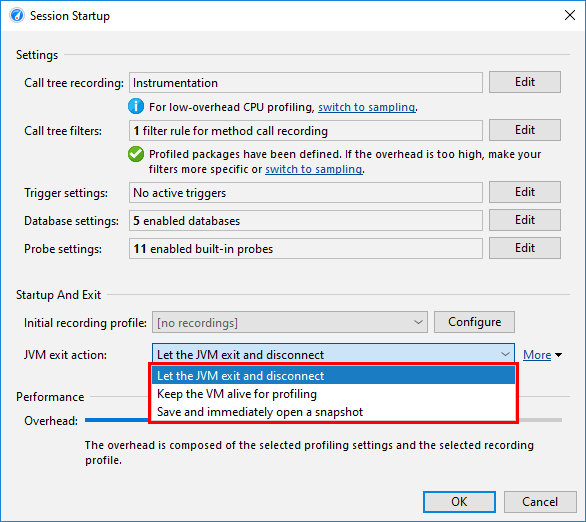 Session Startup
Settings
Call tree recording: Instrumentation Edit
For low-overhead CPU profiling, switch to sampling.
Call tree filters: 1 filter rule for method call recording Edit
Profiled packages have been defined. If the overhead is too high, make your
filters more specific or switch to sampling.
Trigger settings: No active triggers Edit
Database settings: 5 enabled databases Edit
Probe settings: 11 enabled built-in probes Edit
Startup And Exit
Initial recording profile: [no recordings] Configure
JVM exit action: Let the JVM exit and disconnect More
Let the JVM exit and disconnect
Keep the VM alive for profiling
Save and immediately open a snapshot
Performance
Overhead:
The overhead is composed of the selected profiling settings and the selected recording
profile.
OK Cancel